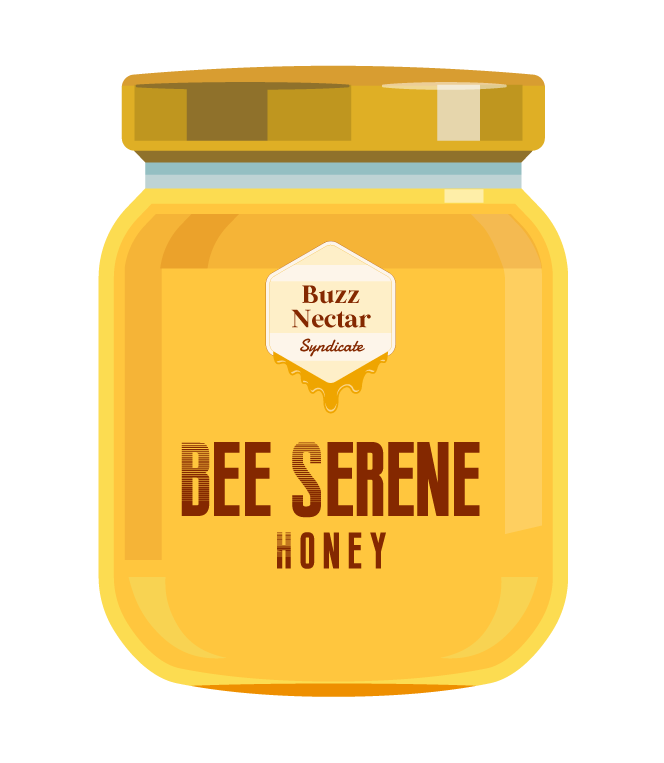 Buzz
Nectar
Syndicate
BEE SERENE
HONEY